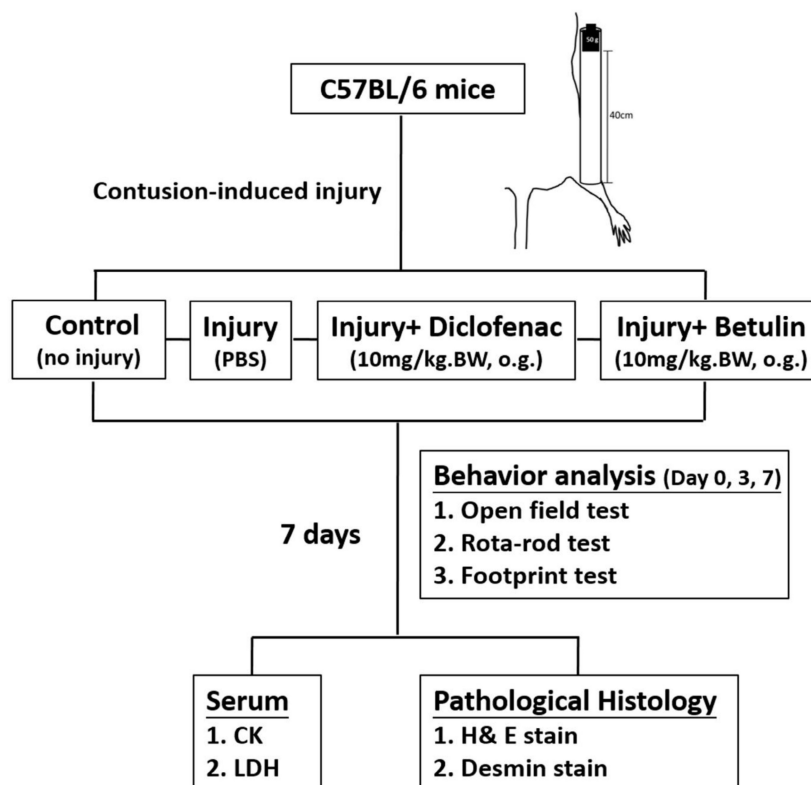 50 g
C57BL/6 mice
40cm
Contusion-induced injury
Control
(no injury)
Injury
(PBS)
Injury+ Diclofenac
(10mg/kg.BW, o.g.)
Injury+ Betulin
(10mg/kg.BW, o.g.)
Behavior analysis (Day 0, 3, 7)
1. Open field test
2. Rota-rod test
3. Footprint test
7 days
Serum
1. CK
2. LDH
Pathological Histology
1. H& E stain
2. Desmin stain